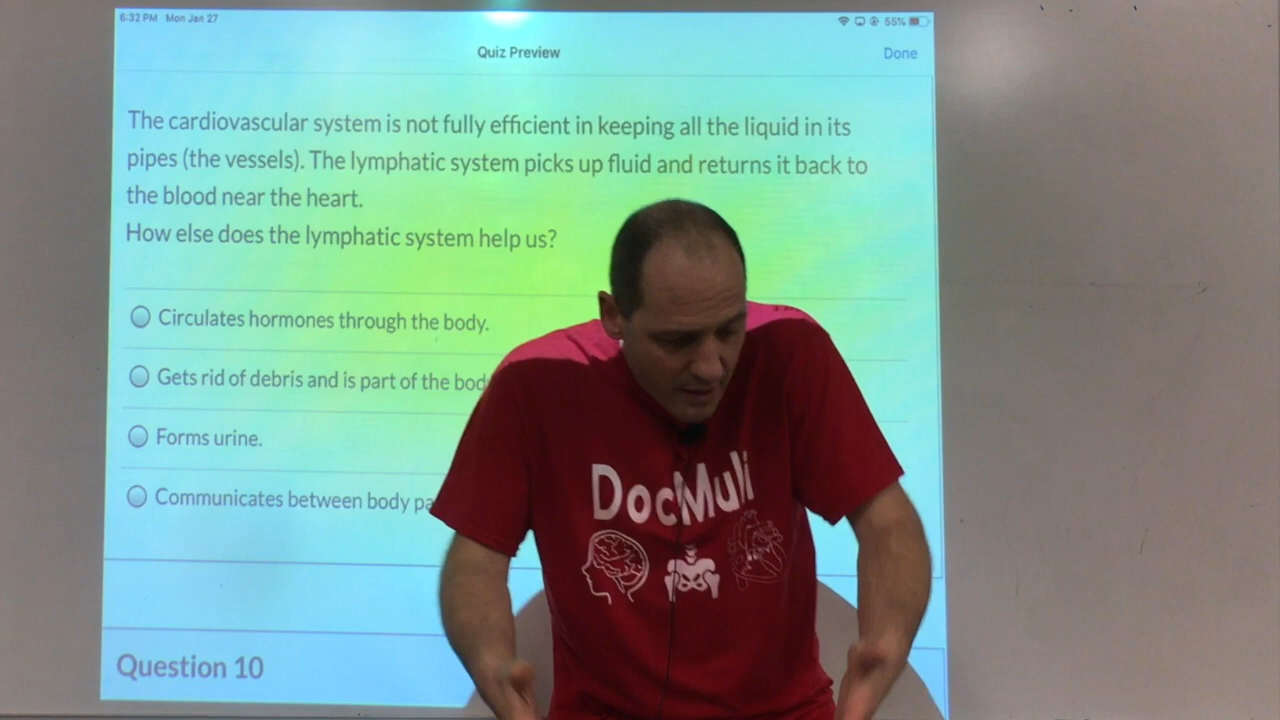 6:32 PM Mon Jan 27
55%
Quiz Preview
Done
The cardiovascular system is not fully efficient in keeping all the liquid in its
pipes (the vessels). The lymphatic system picks up fluid and returns it back to
the blood near the heart.
How else does the lymphatic system help us?
Circulates hormones through the body.
Gets rid of debris and is part of the
Forms urine.
Communicates between body
Question 10
DocMuli